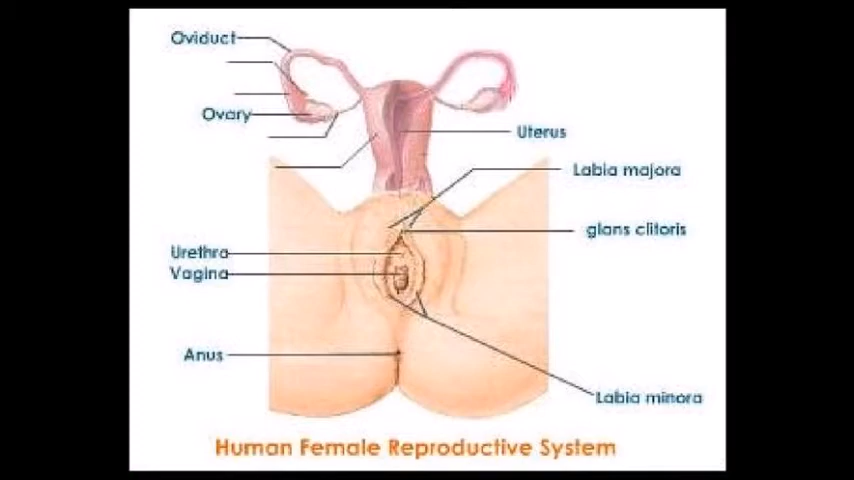 Oviduct
Ovary
Uterus
Labia majora
glans clitoris
Urethra
Vagina
Anus
Labia minora
Human Female Reproductive System